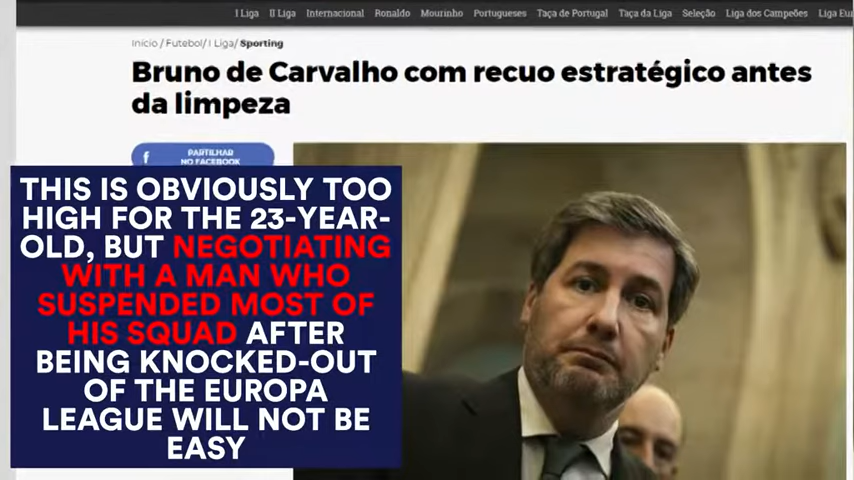 I Liga II Liga Internacional Ronaldo Mourinho Portugueses Taça de Portugal Taça da Liga Seleção Liga dos Campeões Liga Eur
Início / Futebol/ I Liga/ Sporting
Bruno de Carvalho com recuo estratégico antes
da limpeza
f PARTILHAR
NO FACEBOOK
THIS IS OBVIOUSLY TOO
HIGH FOR THE 23-YEAR-
OLD, BUT NEGOTIATING
WITH A MAN WHO
SUSPENDED MOST OF
HIS SQUAD AFTER
BEING KNOCKED-OUT
OF THE EUROPA
LEAGUE WILL NOT BE
EASY